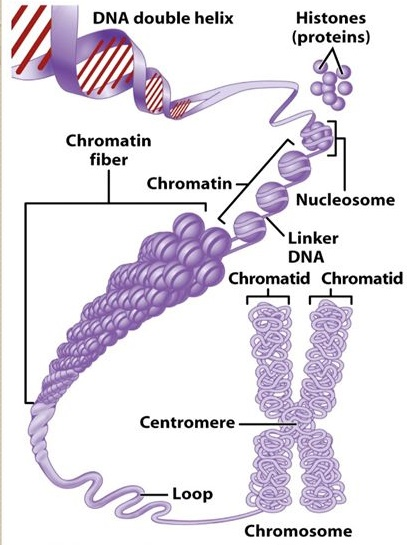 DNA double helix
Histones
(proteins)
Chromatin
fiber
Chromatin
Nucleosome
Linker
DNA
Chromatid
Chromatid
Centromere
Loop
Chromosome